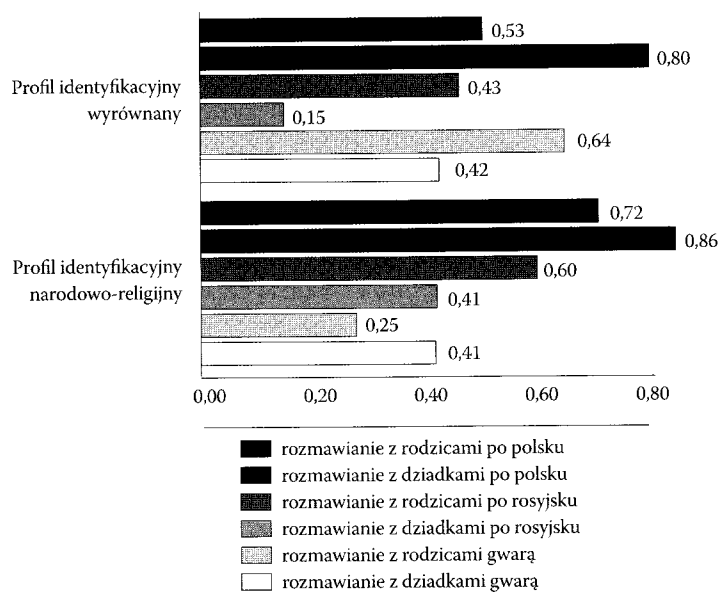 0,53
0,80
Profil identyfikacyjny
wyrównany
0,43
0,15
0,64
0,42
0,72
0,86
Profil identyfikacyjny
narodowo-religijny
0,60
0,41
0,25
0,41
0,00 0,20 0,40 0,60 0,80
rozmawianie z rodzicami po polsku
rozmawianie z dziadkami po polsku
rozmawianie z rodzicami po rosyjsku
rozmawianie z dziadkami po rosyjsku
rozmawianie z rodzicami gwarą
rozmawianie z dziadkami gwarą